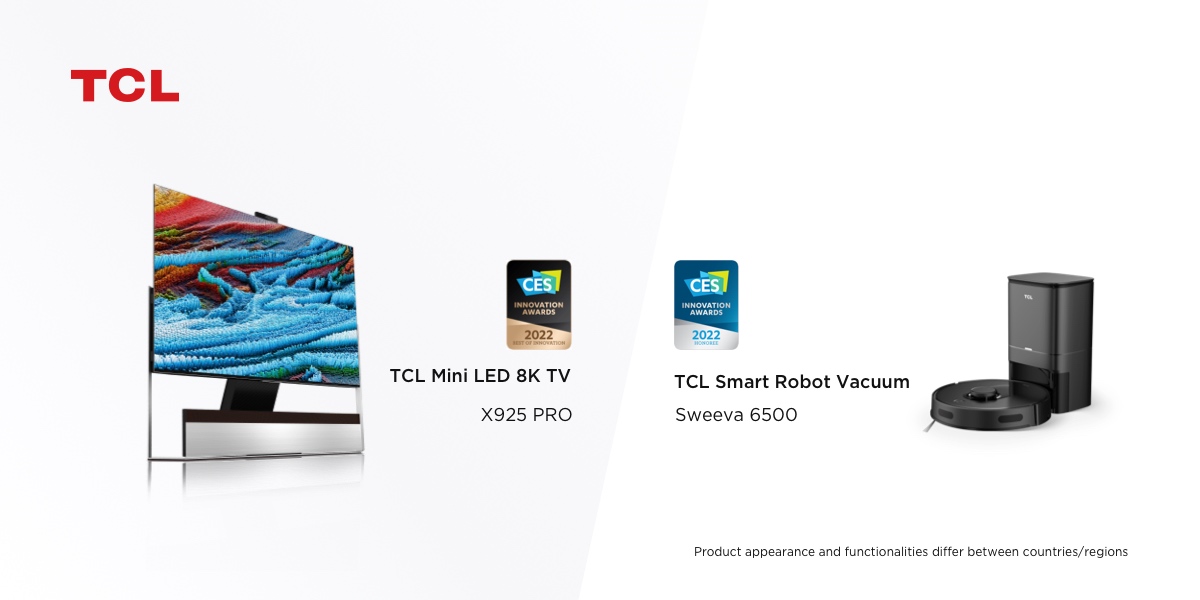 TCL
CES
INNOVATION
AWARDS
2022
BEST OF INNOVATION
TCL Mini LED 8K TV
X925 PRO
CES
INNOVATION
AWARDS
2022
HONOREE
TCL Smart Robot Vacuum
Sweeva 6500
TCL
Product appearance and functionalities differ between countries/regions